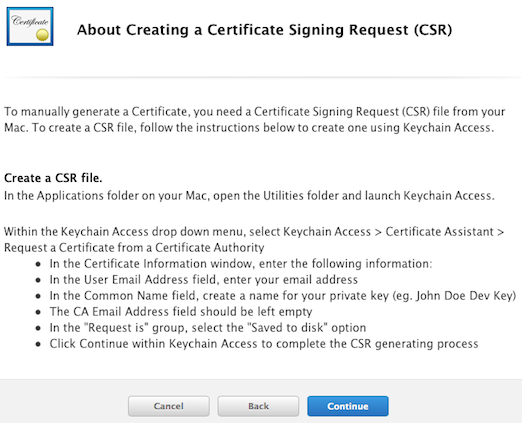 Certificate
About Creating a Certificate Signing Request (CSR)
To manually generate a Certificate, you need a Certificate Signing Request (CSR) file from your
Mac. To create a CSR file, follow the instructions below to create one using Keychain Access.
Create a CSR file.
In the Applications folder on your Mac, open the Utilities folder and launch Keychain Access.
Within the Keychain Access drop down menu, select Keychain Access > Certificate Assistant >
Request a Certificate from a Certificate Authority
• In the Certificate Information window, enter the following information:
• In the User Email Address field, enter your email address
• In the Common Name field, create a name for your private key (eg. John Doe Dev Key)
• The CA Email Address field should be left empty
• In the "Request is" group, select the "Saved to disk" option
• Click Continue within Keychain Access to complete the CSR generating process
Cancel
Back
Continue